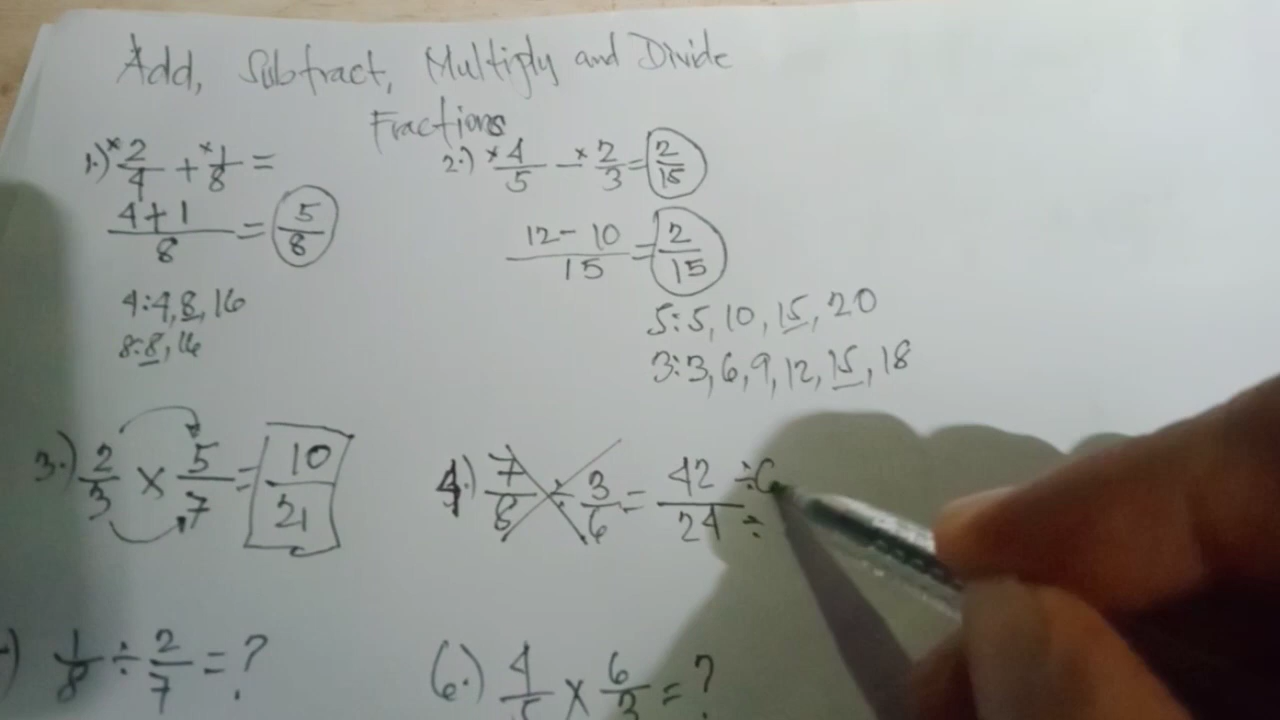 Add, Subtract, Multiply and Divide
Fractions
1.) × 2/4 + × 1/8 =
4+1/8 = 5/8
4:4,8,16
8:8,16
2.) × 4/5 − × 2/3 = 2/15
12-10/15 = 2/15
5:5,10,15,20
3:3,6,9,12,15,18
3.) 2/3 × 5/7 = 10/21
4.) 7/8 ÷ 3/6 = 42/24 ÷6/÷
) 1/8 ÷ 2/7 = ?
6.) 4/5 × 6/3 = ?